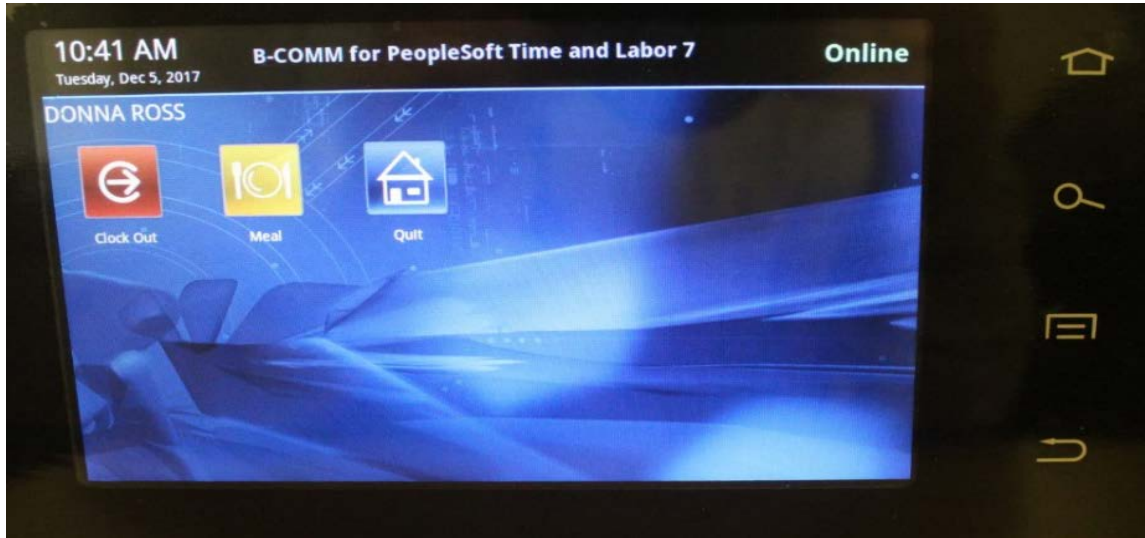 10:41 AM
B-COMM for PeopleSoft Time and Labor 7
Online
Tuesday, Dec 5, 2017
DONNA ROSS
Clock Out
Meal
Quit